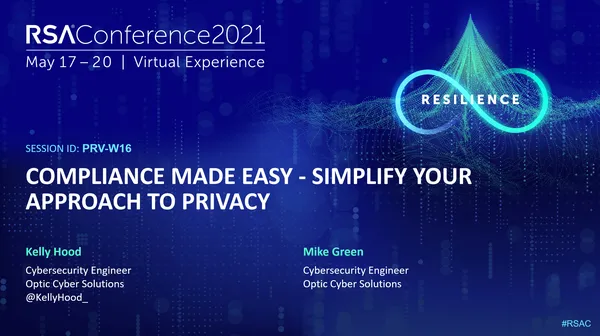 RSAConference2021
May 17 – 20 | Virtual Experience
RESILIENCE
SESSION ID: PRV-W16
COMPLIANCE MADE EASY - SIMPLIFY YOUR
APPROACH TO PRIVACY
Kelly Hood
Cybersecurity Engineer
Optic Cyber Solutions
@KellyHood_
Mike Green
Cybersecurity Engineer
Optic Cyber Solutions
#RSAC